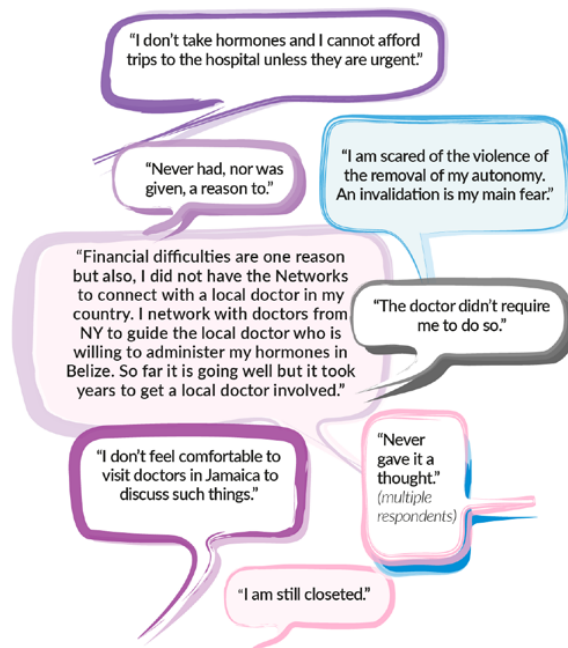 “I don’t take hormones and I cannot afford
trips to the hospital unless they are urgent.”
“Never had, nor was
given, a reason to.”
“I am scared of the violence of
the removal of my autonomy.
An invalidation is my main fear.”
“Financial difficulties are one reason
but also, I did not have the Networks
to connect with a local doctor in my
country. I network with doctors from
NY to guide the local doctor who is
willing to administer my hormones in
Belize. So far it is going well but it took
years to get a local doctor involved.”
“The doctor didn’t require
me to do so.”
“I don’t feel comfortable to
visit doctors in Jamaica to
discuss such things.”
“Never
gave it a
thought.”
(multiple
respondents)
“I am still closeted.”